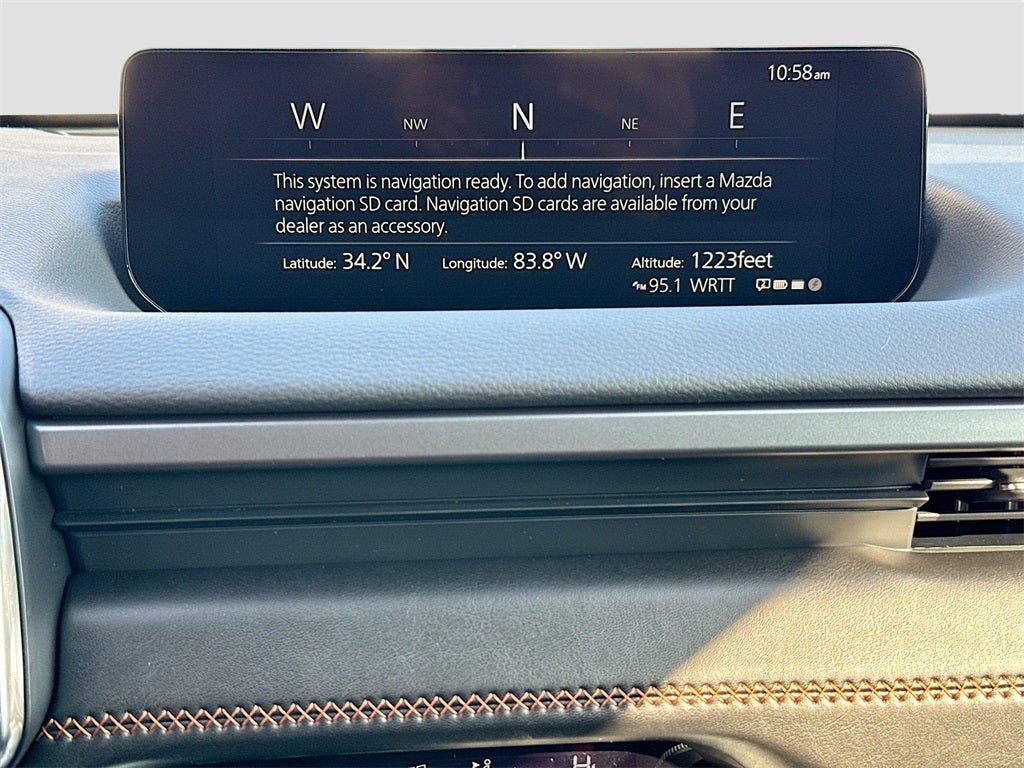 10:58am
W NW N NE E
This system is navigation ready. To add navigation, insert a Mazda
navigation SD card. Navigation SD cards are available from your
dealer as an accessory.
Latitude: 34.2° N Longitude: 83.8° W Altitude: 1223feet
FM 95.1 WRTT